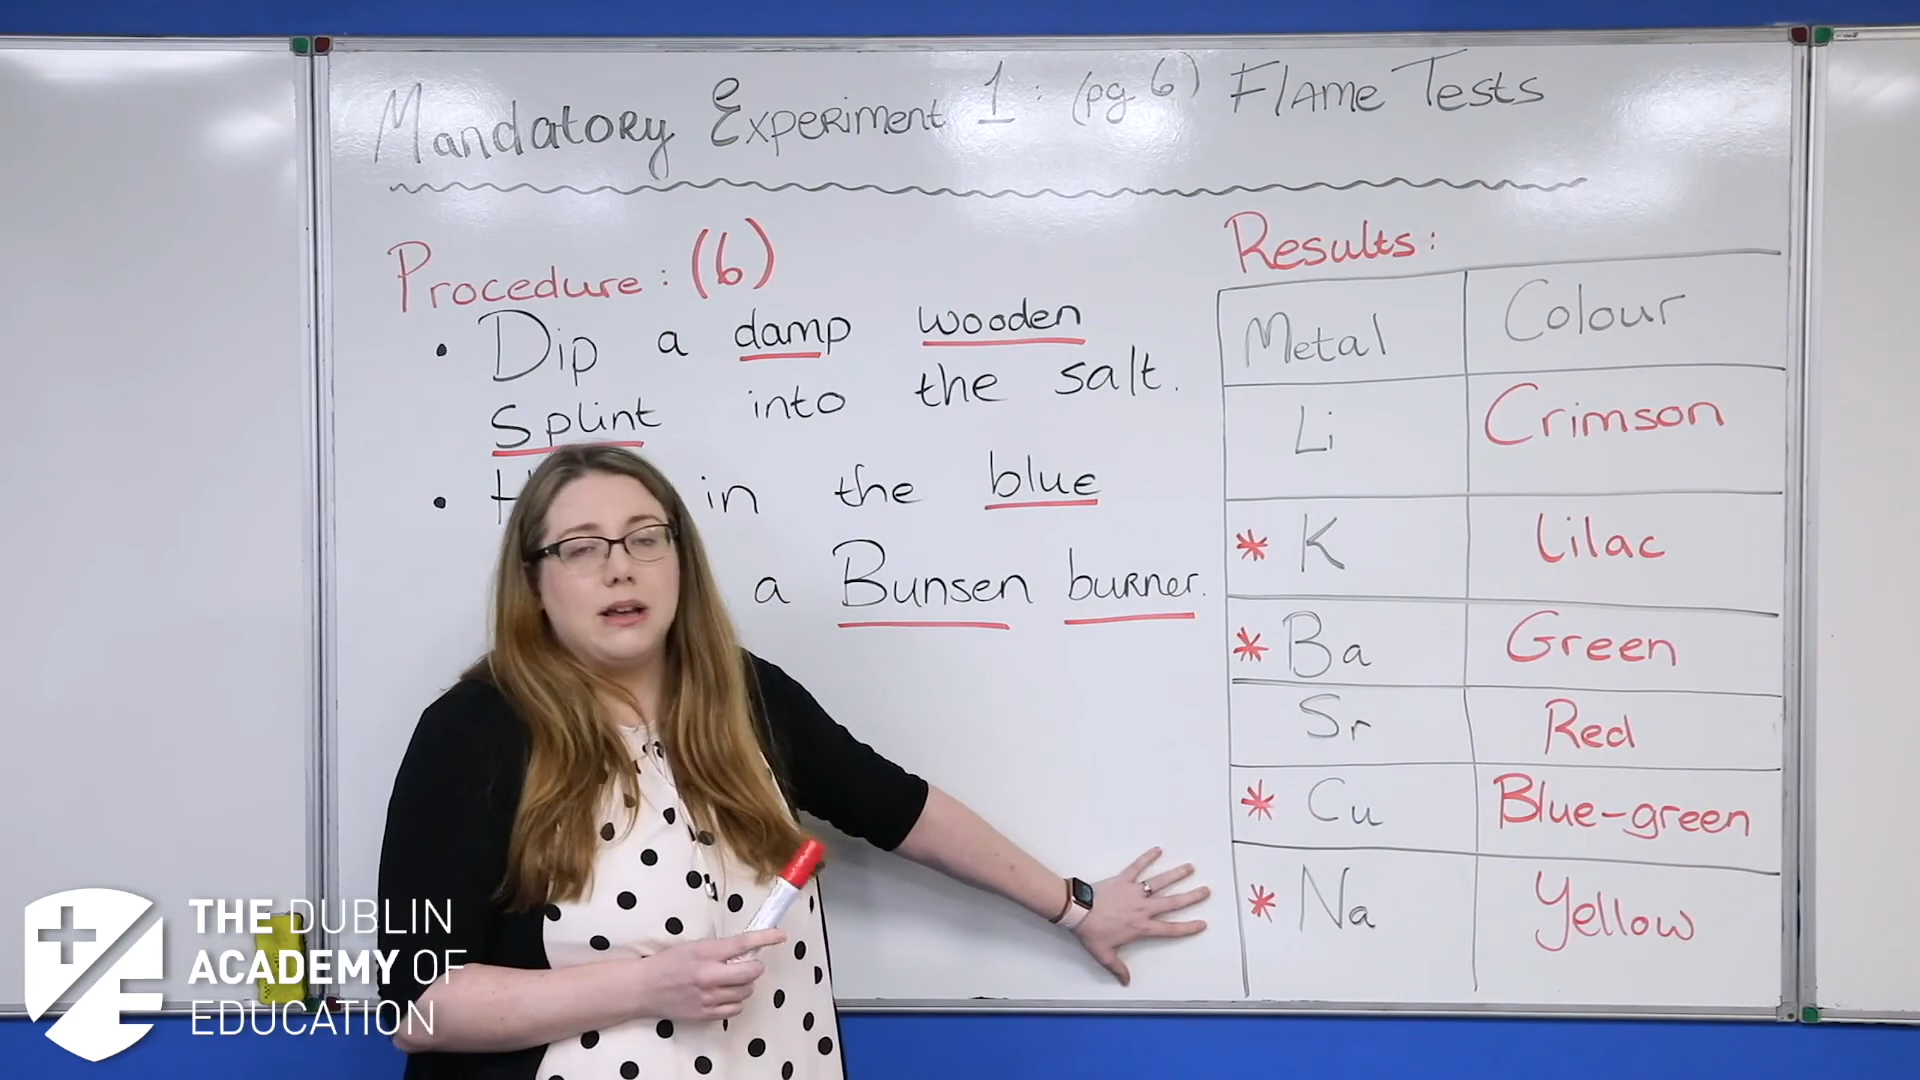 Mandatory Experiment 1: (pg 6) Flame Tests
Procedure: (6)
• Dip a damp wooden
splint into the salt.
• in the blue
a Bunsen burner.
Results:
Metal Colour
Li Crimson
* K Lilac
* Ba Green
Sr Red
* Cu Blue-green
* Na Yellow
THE DUBLIN
ACADEMY OF
EDUCATION